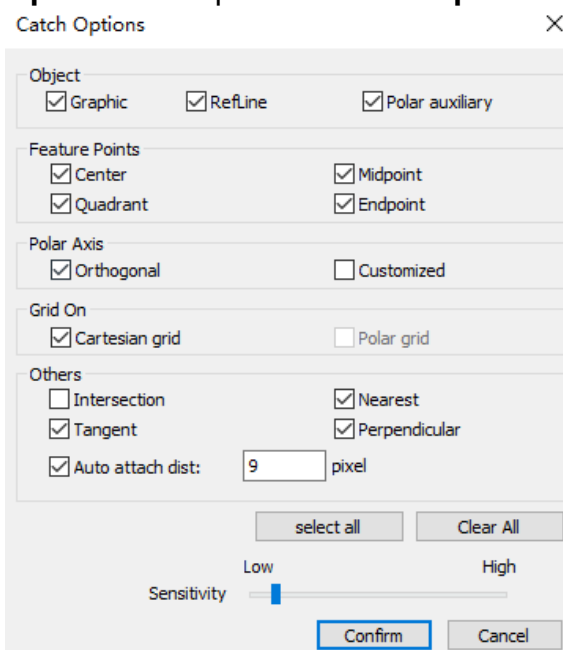 Catch Options
Object
Graphic RefLine Polar auxiliary
Feature Points
Center Midpoint
Quadrant Endpoint
Polar Axis
Orthogonal Customized
Grid On
Cartesian grid Polar grid
Others
Intersection Nearest
Tangent Perpendicular
Auto attach dist: 9 pixel
select all Clear All
Low High
Sensitivity
Confirm Cancel